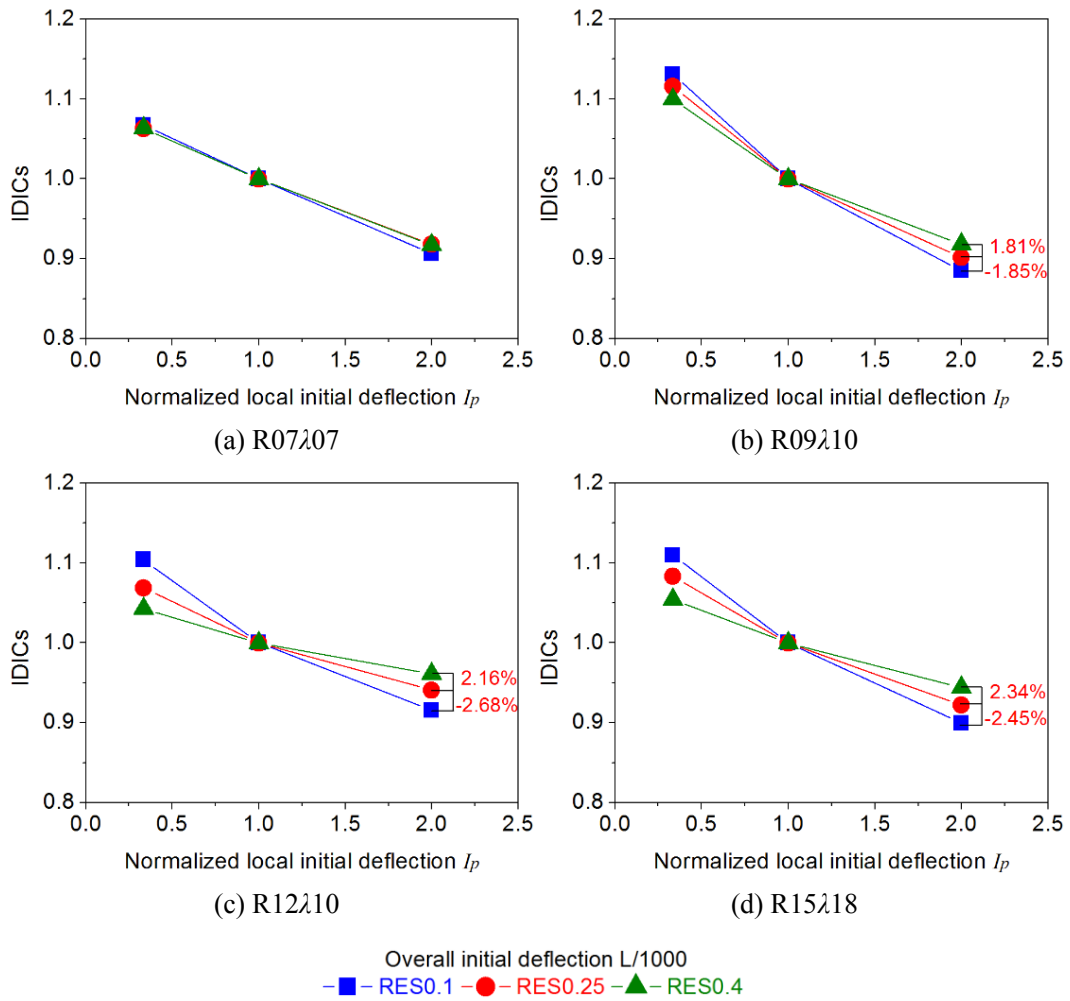 1.2
1.1
1.0
0.9
0.8
IDICs
0.0 0.5 1.0 1.5 2.0 2.5
Normalized local initial deflection Ip
(a) R07λ07
1.2
1.1
1.0
0.9
0.8
IDICs
1.81%
-1.85%
0.0 0.5 1.0 1.5 2.0 2.5
Normalized local initial deflection Ip
(b) R09λ10
1.2
1.1
1.0
0.9
0.8
IDICs
2.16%
-2.68%
0.0 0.5 1.0 1.5 2.0 2.5
Normalized local initial deflection Ip
(c) R12λ10
1.2
1.1
1.0
0.9
0.8
IDICs
2.34%
-2.45%
0.0 0.5 1.0 1.5 2.0 2.5
Normalized local initial deflection Ip
(d) R15λ18
Overall initial deflection L/1000
RES0.1 RES0.25 RES0.4